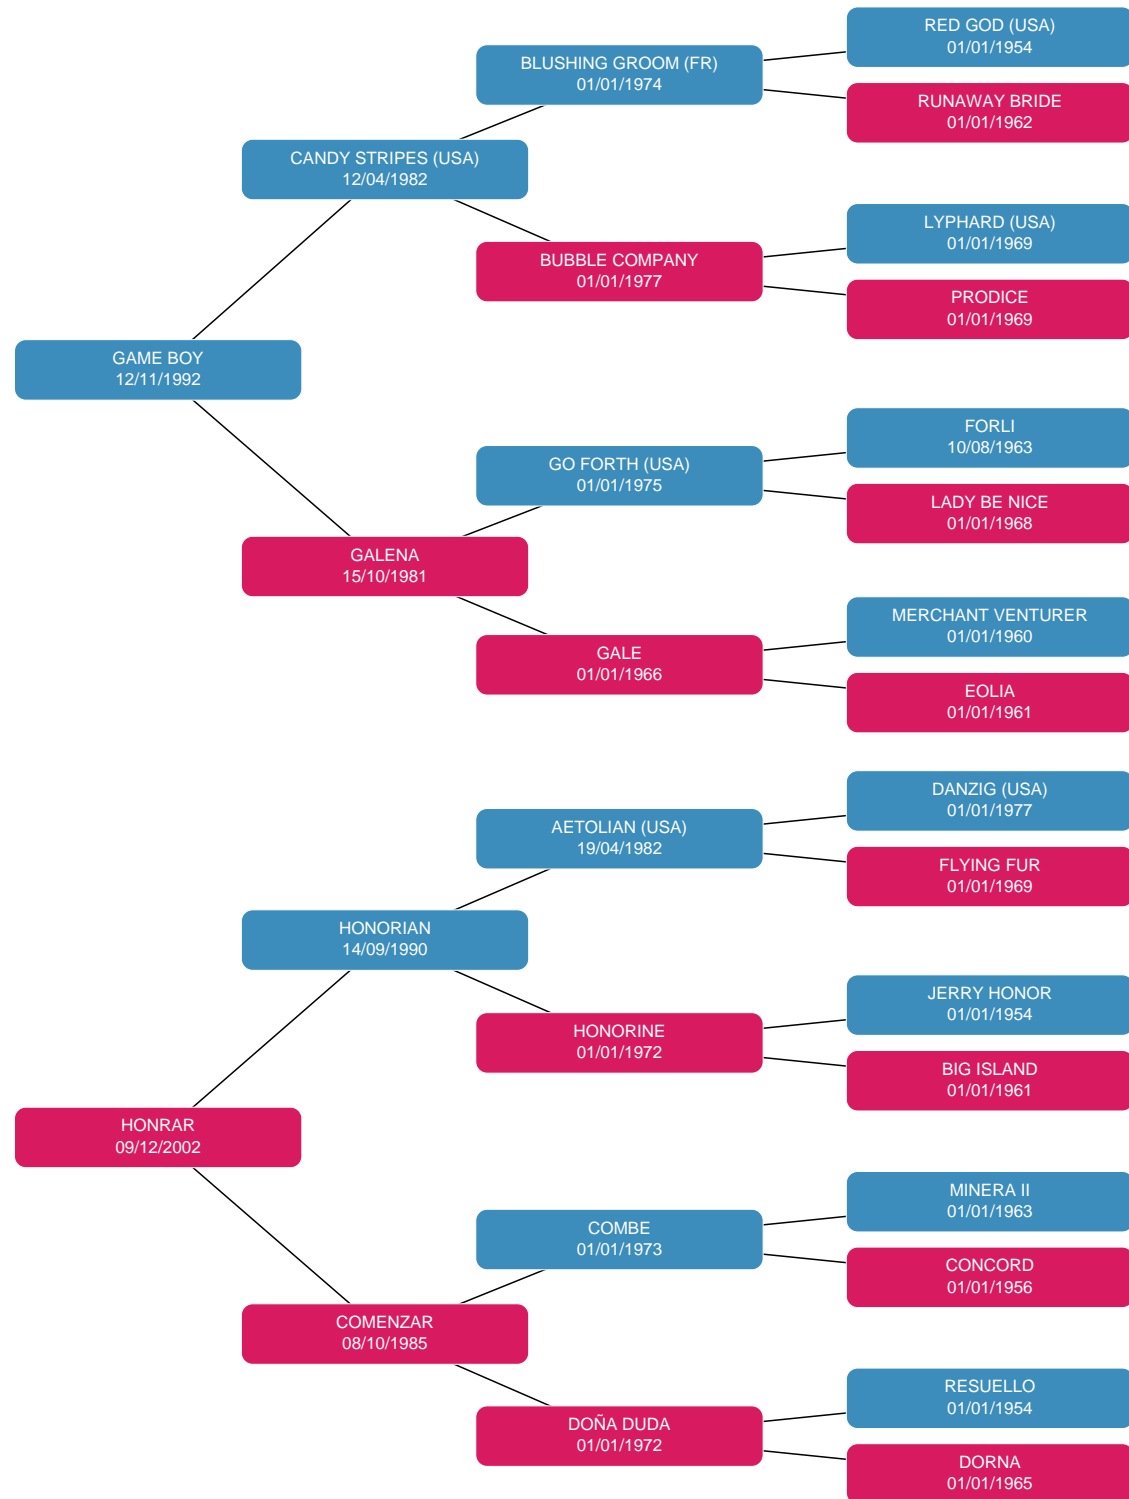 RED GOD (USA)
01/01/1954
BLUSHING GROOM (FR)
01/01/1974
RUNAWAY BRIDE
01/01/1962
CANDY STRIPES (USA)
12/04/1982
LYPHARD (USA)
01/01/1969
BUBBLE COMPANY
01/01/1977
PRODICE
01/01/1969
GAME BOY
12/11/1992
FORLI
10/08/1963
GO FORTH (USA)
01/01/1975
LADY BE NICE
01/01/1968
GALENA
15/10/1981
MERCHANT VENTURER
01/01/1960
GALE
01/01/1966
EOLIA
01/01/1961
DANZIG (USA)
01/01/1977
AETOLIAN (USA)
19/04/1982
FLYING FUR
01/01/1969
HONORIAN
14/09/1990
JERRY HONOR
01/01/1954
HONORINE
01/01/1972
BIG ISLAND
01/01/1961
HONRAR
09/12/2002
MINERA II
01/01/1963
COMBE
01/01/1973
CONCORD
01/01/1956
COMENZAR
08/10/1985
RESUELLO
01/01/1954
DOÑA DUDA
01/01/1972
DORNA
01/01/1965